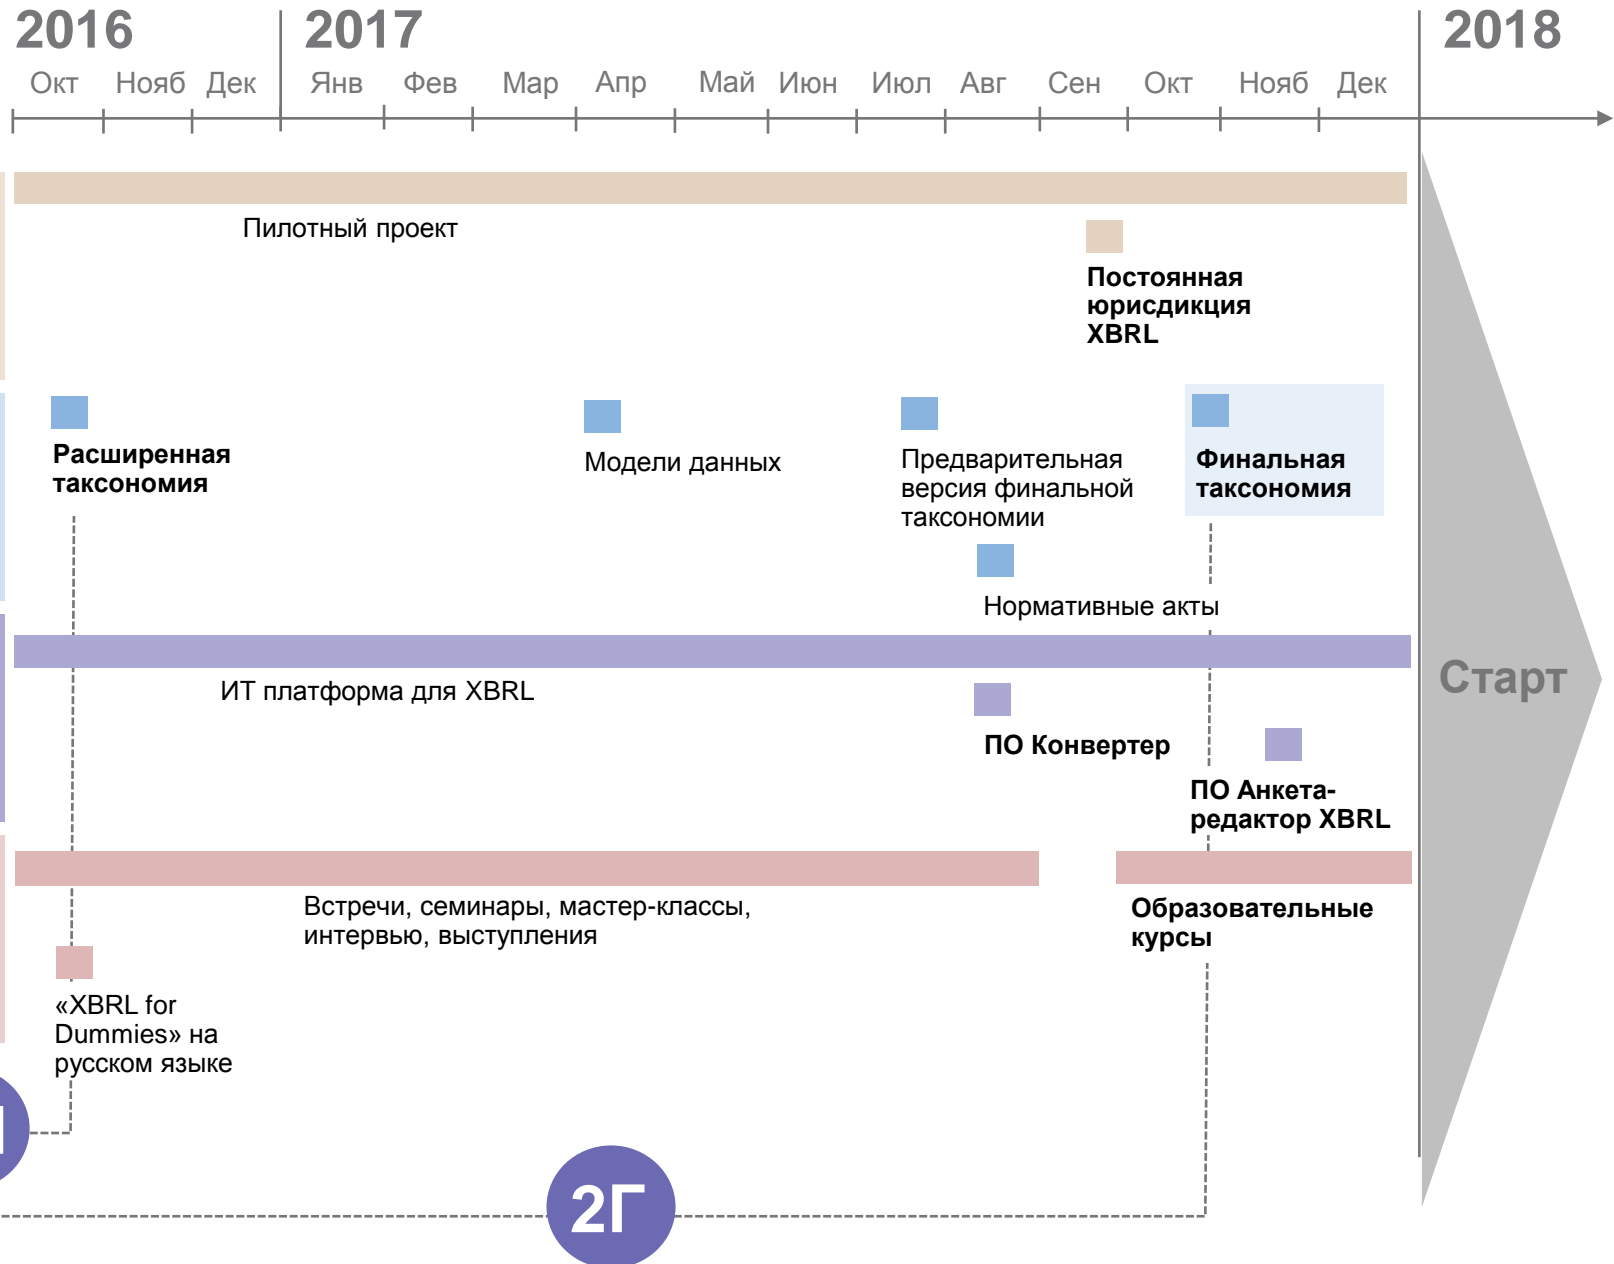 2016
2017
2018
Окт
Нояб
Дек
Янв
Фев
Мар
Апр
Май
Июн
Июл
Авг
Сен
Окт
Нояб
Дек
Пилотный проект
Постоянная
юрисдикция
XBRL
Расширенная
таксономия
Модели данных
Предварительная
версия финальной
таксономии
Финальная
таксономия
Нормативные акты
ИТ платформа для XBRL
ПО Конвертер
ПО Анкета-
редактор XBRL
Старт
Встречи, семинары, мастер-классы,
интервью, выступления
Образовательные
курсы
«XBRL for
Dummies» на
русском языке
2Г